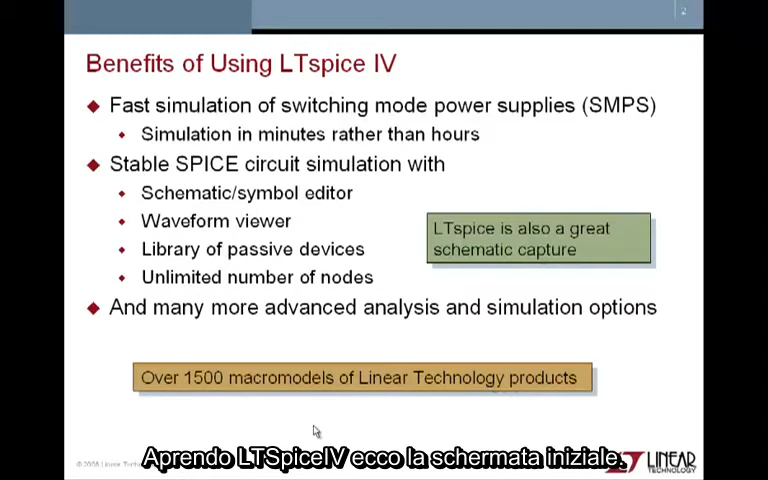 2
Benefits of Using LTspice IV
Fast simulation of switching mode power supplies (SMPS)
Simulation in minutes rather than hours
Stable SPICE circuit simulation with
Schematic/symbol editor
Waveform viewer
Library of passive devices
Unlimited number of nodes
LTspice is also a great
schematic capture
And many more advanced analysis and simulation options
Over 1500 macromodels of Linear Technology products
Aprendo LTSpiceIV ecco la schermata iniziale.
LINEAR
TECHNOLOGY